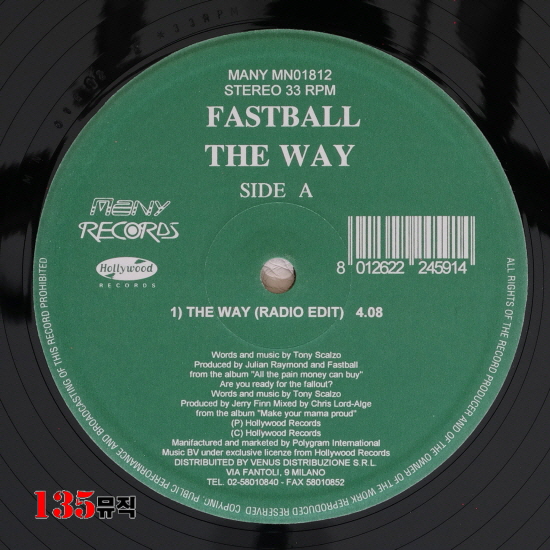 MANY MN01812
STEREO 33 RPM
FASTBALL
THE WAY
SIDE A
MANY
RECORDS
Hollywood
RECORDS
8 012622 245914
1) THE WAY (RADIO EDIT) 4.08
Words and music by Tony Scalzo
Produced by Julian Raymond and Fastball
from the album "All the pain money can buy"
Are you ready for the fallout?
Words and music by Tony Scalzo
Produced by Jerry Finn Mixed by Chris Lord-Alge
from the album "Make your mama proud"
(P) Hollywood Records
(C) Hollywood Records
Manifactured and marketed by Polygram International
Music BV under exclusive licenze from Hollywood Records
DISTRIBUITED BY VENUS DISTRIBUZIONE S.R.L
VIA FANTOLI, 9 MILANO
TEL. 02-58010840 - FAX 58010852
ALL RIGHTS OF THE RECORD PRODUCER AND OF THE OWNER OF THE WORK REPRODUCED RESERVED COPYING: PUBLIC PERFORMANCE AND BROADCASTING OF THIS RECORD PROHIBITED
135뮤직